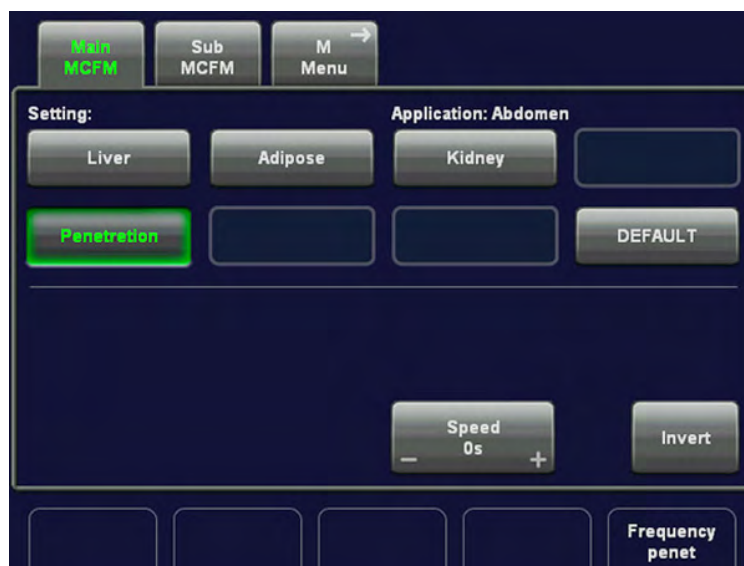 Main MCFM
Sub MCFM
M Menu →
Setting:
Application: Abdomen
Liver
Adipose
Kidney
Penetretion
DEFAULT
Speed
0s
− +
Invert
Frequency
penet